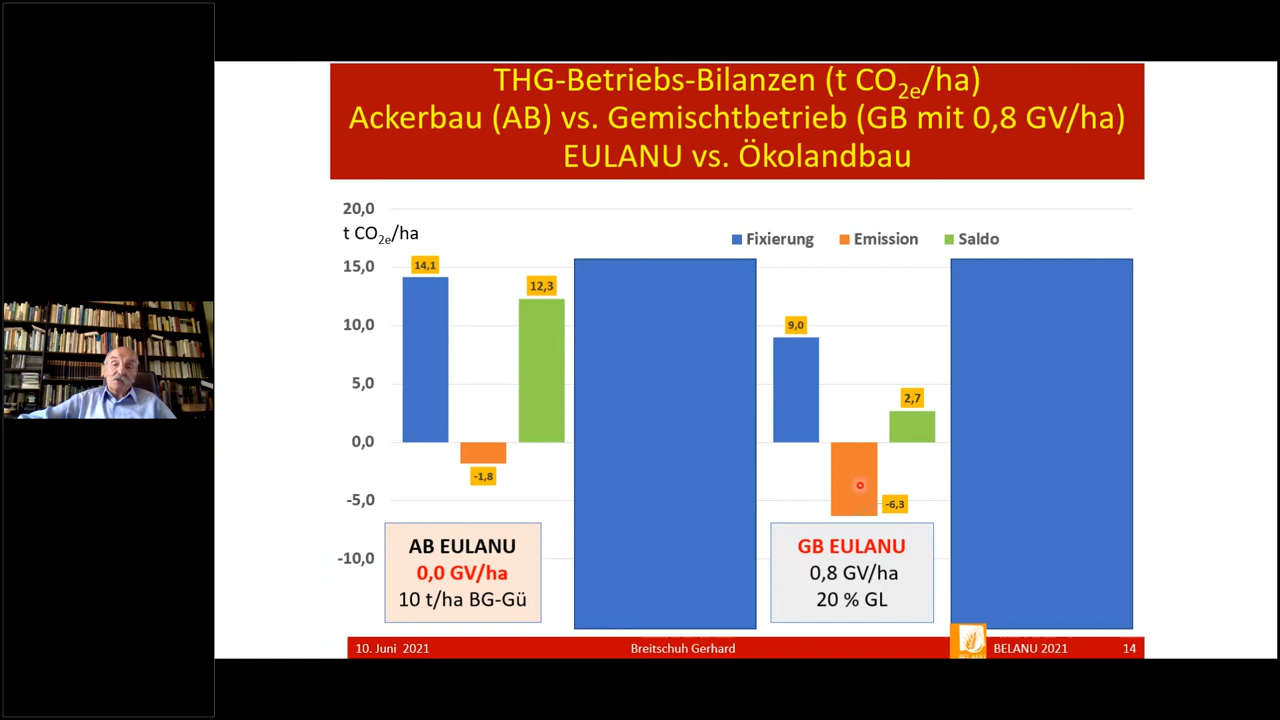 THG-Betriebs-Bilanzen (t CO2e/ha)
Ackerbau (AB) vs. Gemischtbetrieb (GB mit 0,8 GV/ha)
EULANU vs. Ökolandbau
20,0
t CO2e/ha
Fixierung Emission Saldo
15,0
10,0
5,0
0,0
-5,0
-10,0
14,1
-1,8
12,3
9,0
-6,3
2,7
AB EULANU
0,0 GV/ha
10 t/ha BG-Gü
GB EULANU
0,8 GV/ha
20 % GL
10. Juni 2021
Breitschuh Gerhard
BELANU
BELANU 2021
14